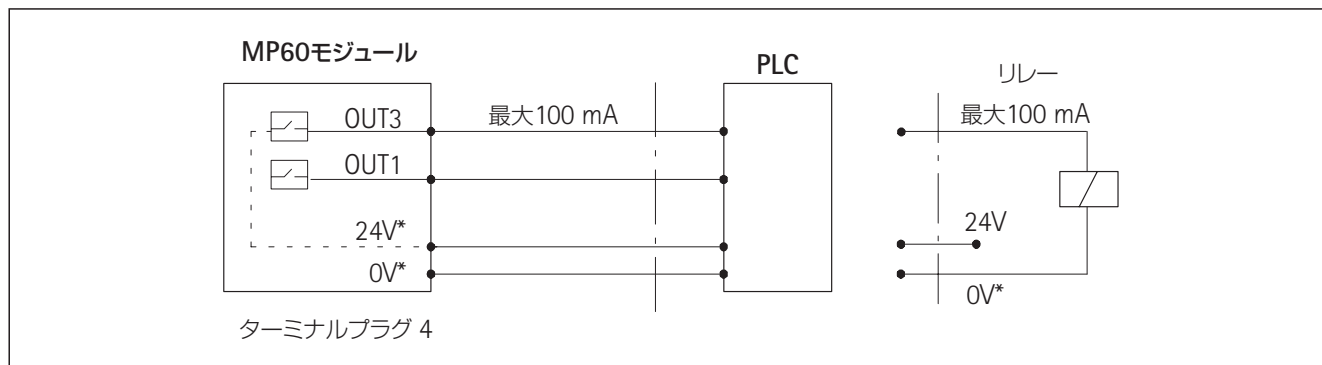 MP60モジュール
PLC
リレー
OUT3
最大100 mA
最大100 mA
OUT1
24V*
24V
0V*
0V*
ターミナルプラグ 4